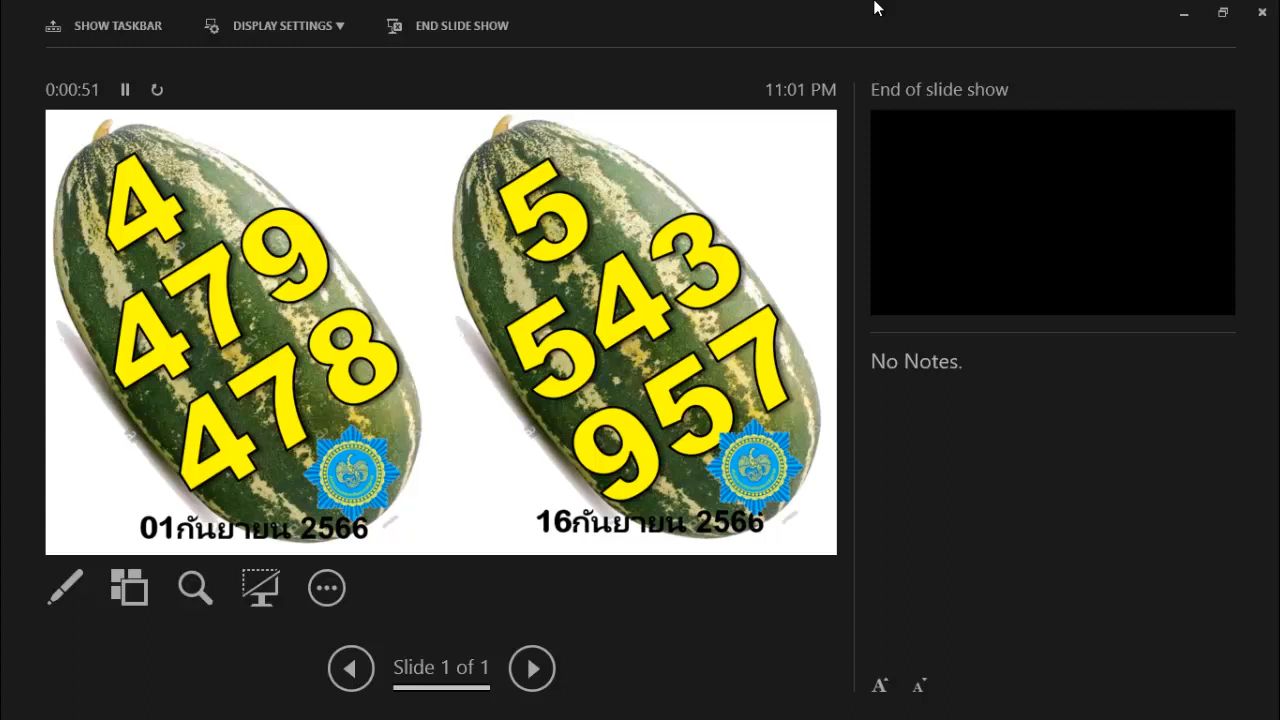 SHOW TASKBAR
DISPLAY SETTINGS
END SLIDE SHOW
0:00:51
11:01 PM
4
479
478
01กันยายน 2566
5
543
957
16กันยายน 2566
Slide 1 of 1
End of slide show
No Notes.
A A